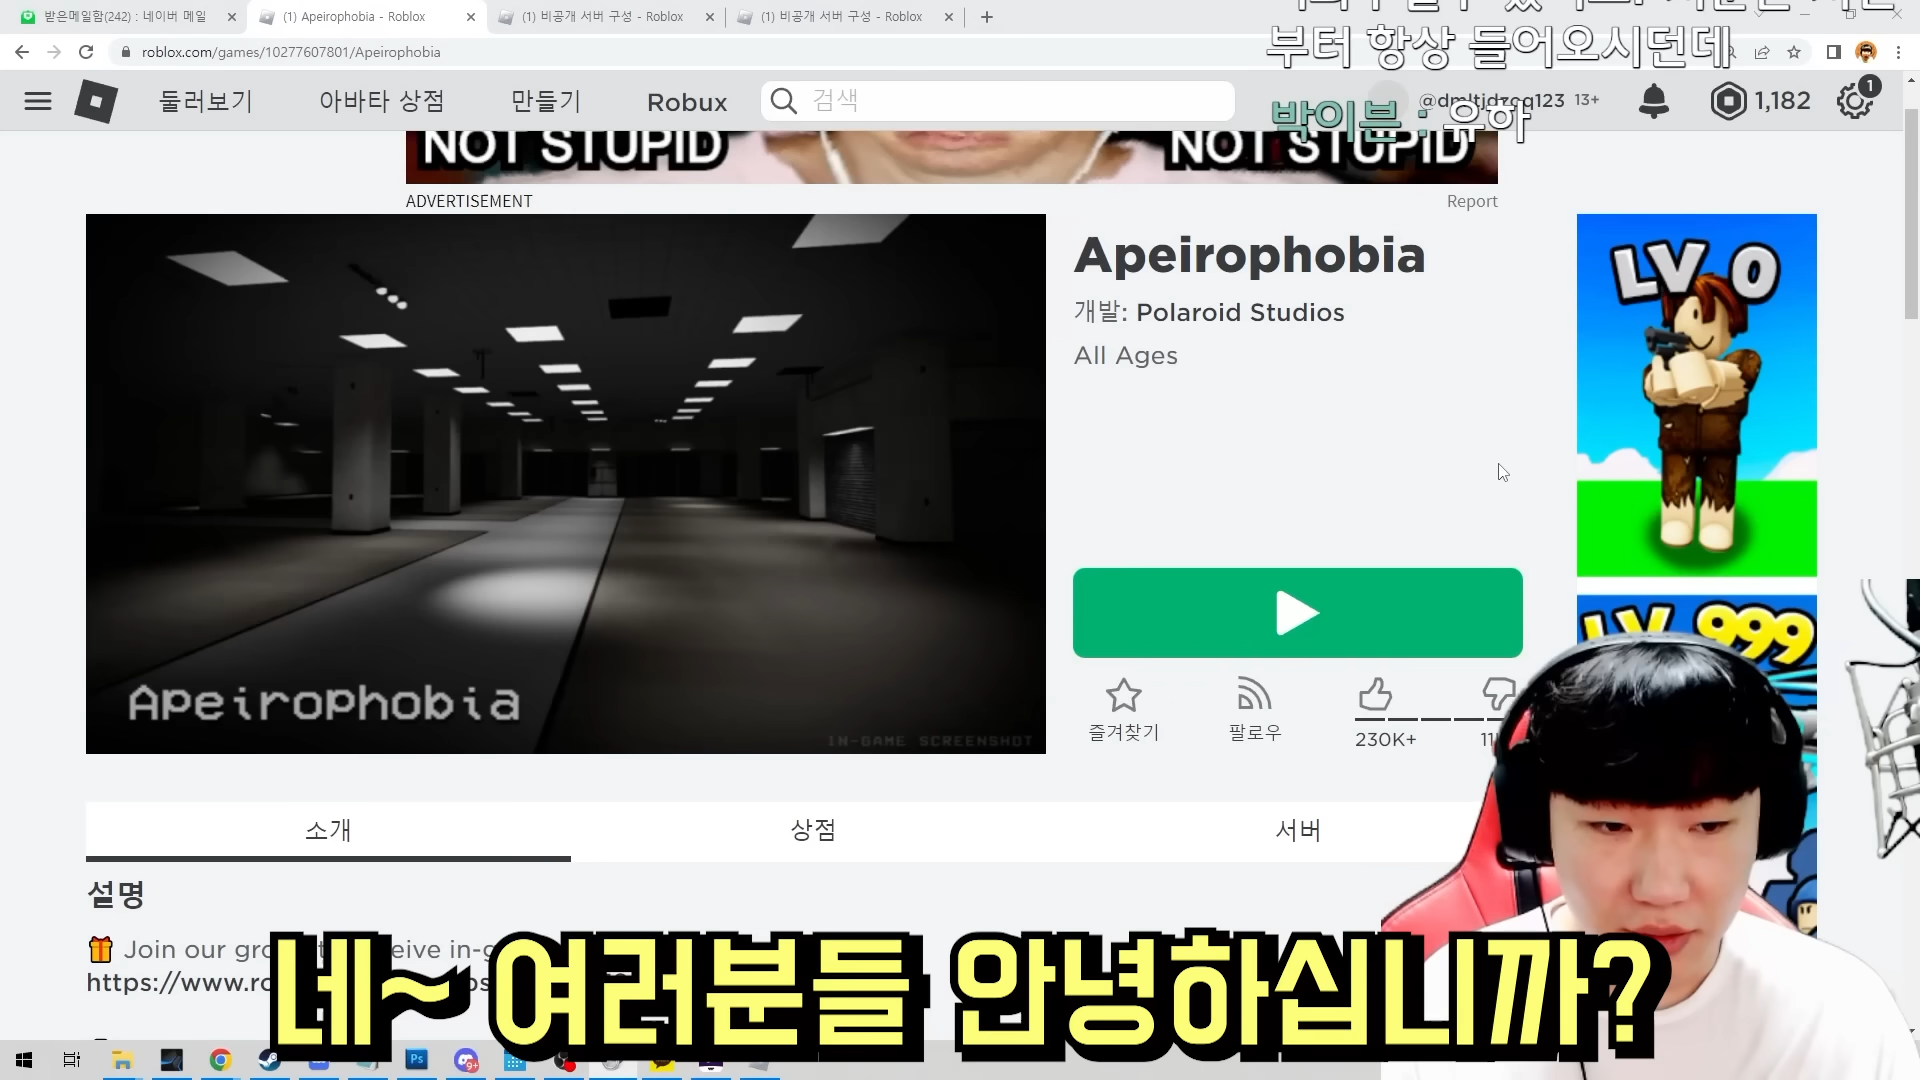 받은메일함(242) : 네이버 메일
(1) Apeirophobia - Roblox
(1) 비공개 서버 구성 - Roblox
(1) 비공개 서버 구성 - Roblox
roblox.com/games/10277607801/Apeirophobia
부터 항상 들어오시던데
둘러보기
아바타 상점
만들기
Robux
검색
13+
1,182
1
박이븐 : 유하
NOT STUPID
NOT STUPID
ADVERTISEMENT
Report
Apeirophobia
IN-GAME SCREENSHOT
Apeirophobia
개발: Polaroid Studios
All Ages
즐겨찾기
팔로우
230K+
LV 0
LV 999
소개
상점
서버
설명
🎁 Join our
https://www.
네~ 여러분들 안녕하십니까?
Ps
9+